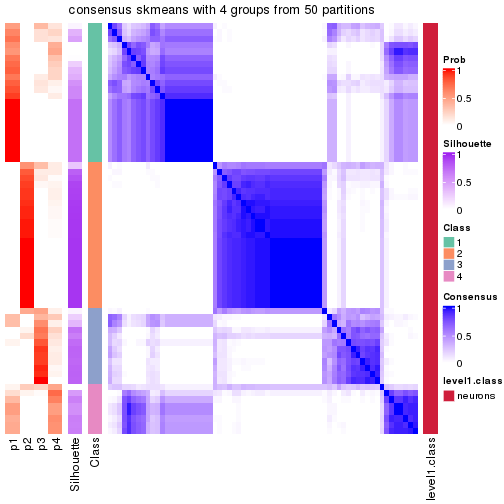 consensus skmeans with 4 groups from 50 partitions
Prob
1
0.5
0
Silhouette
1
0.5
0
Class
1
2
3
4
Consensus
1
0.5
0
level1.class
neurons
p1
p2
p3
p4
Silhouette
Class
level1.class